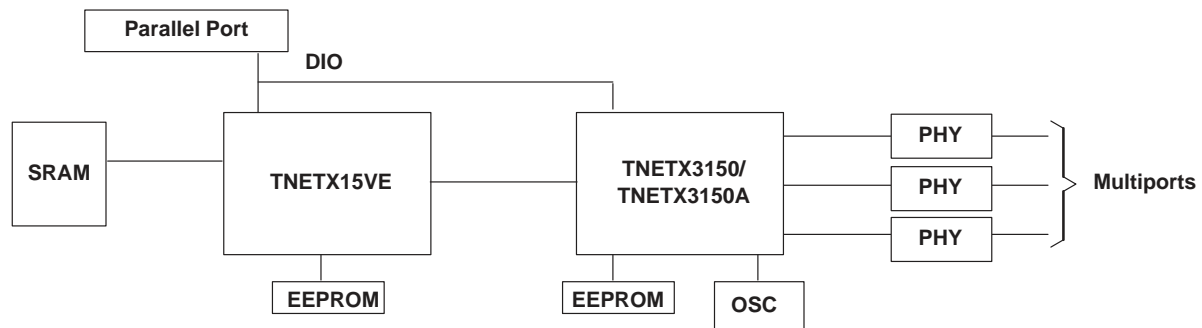 Parallel Port
DIO
SRAM
TNETX15VE
TNETX3150/
TNETX3150A
PHY
PHY
PHY
Multiports
EEPROM
EEPROM
OSC